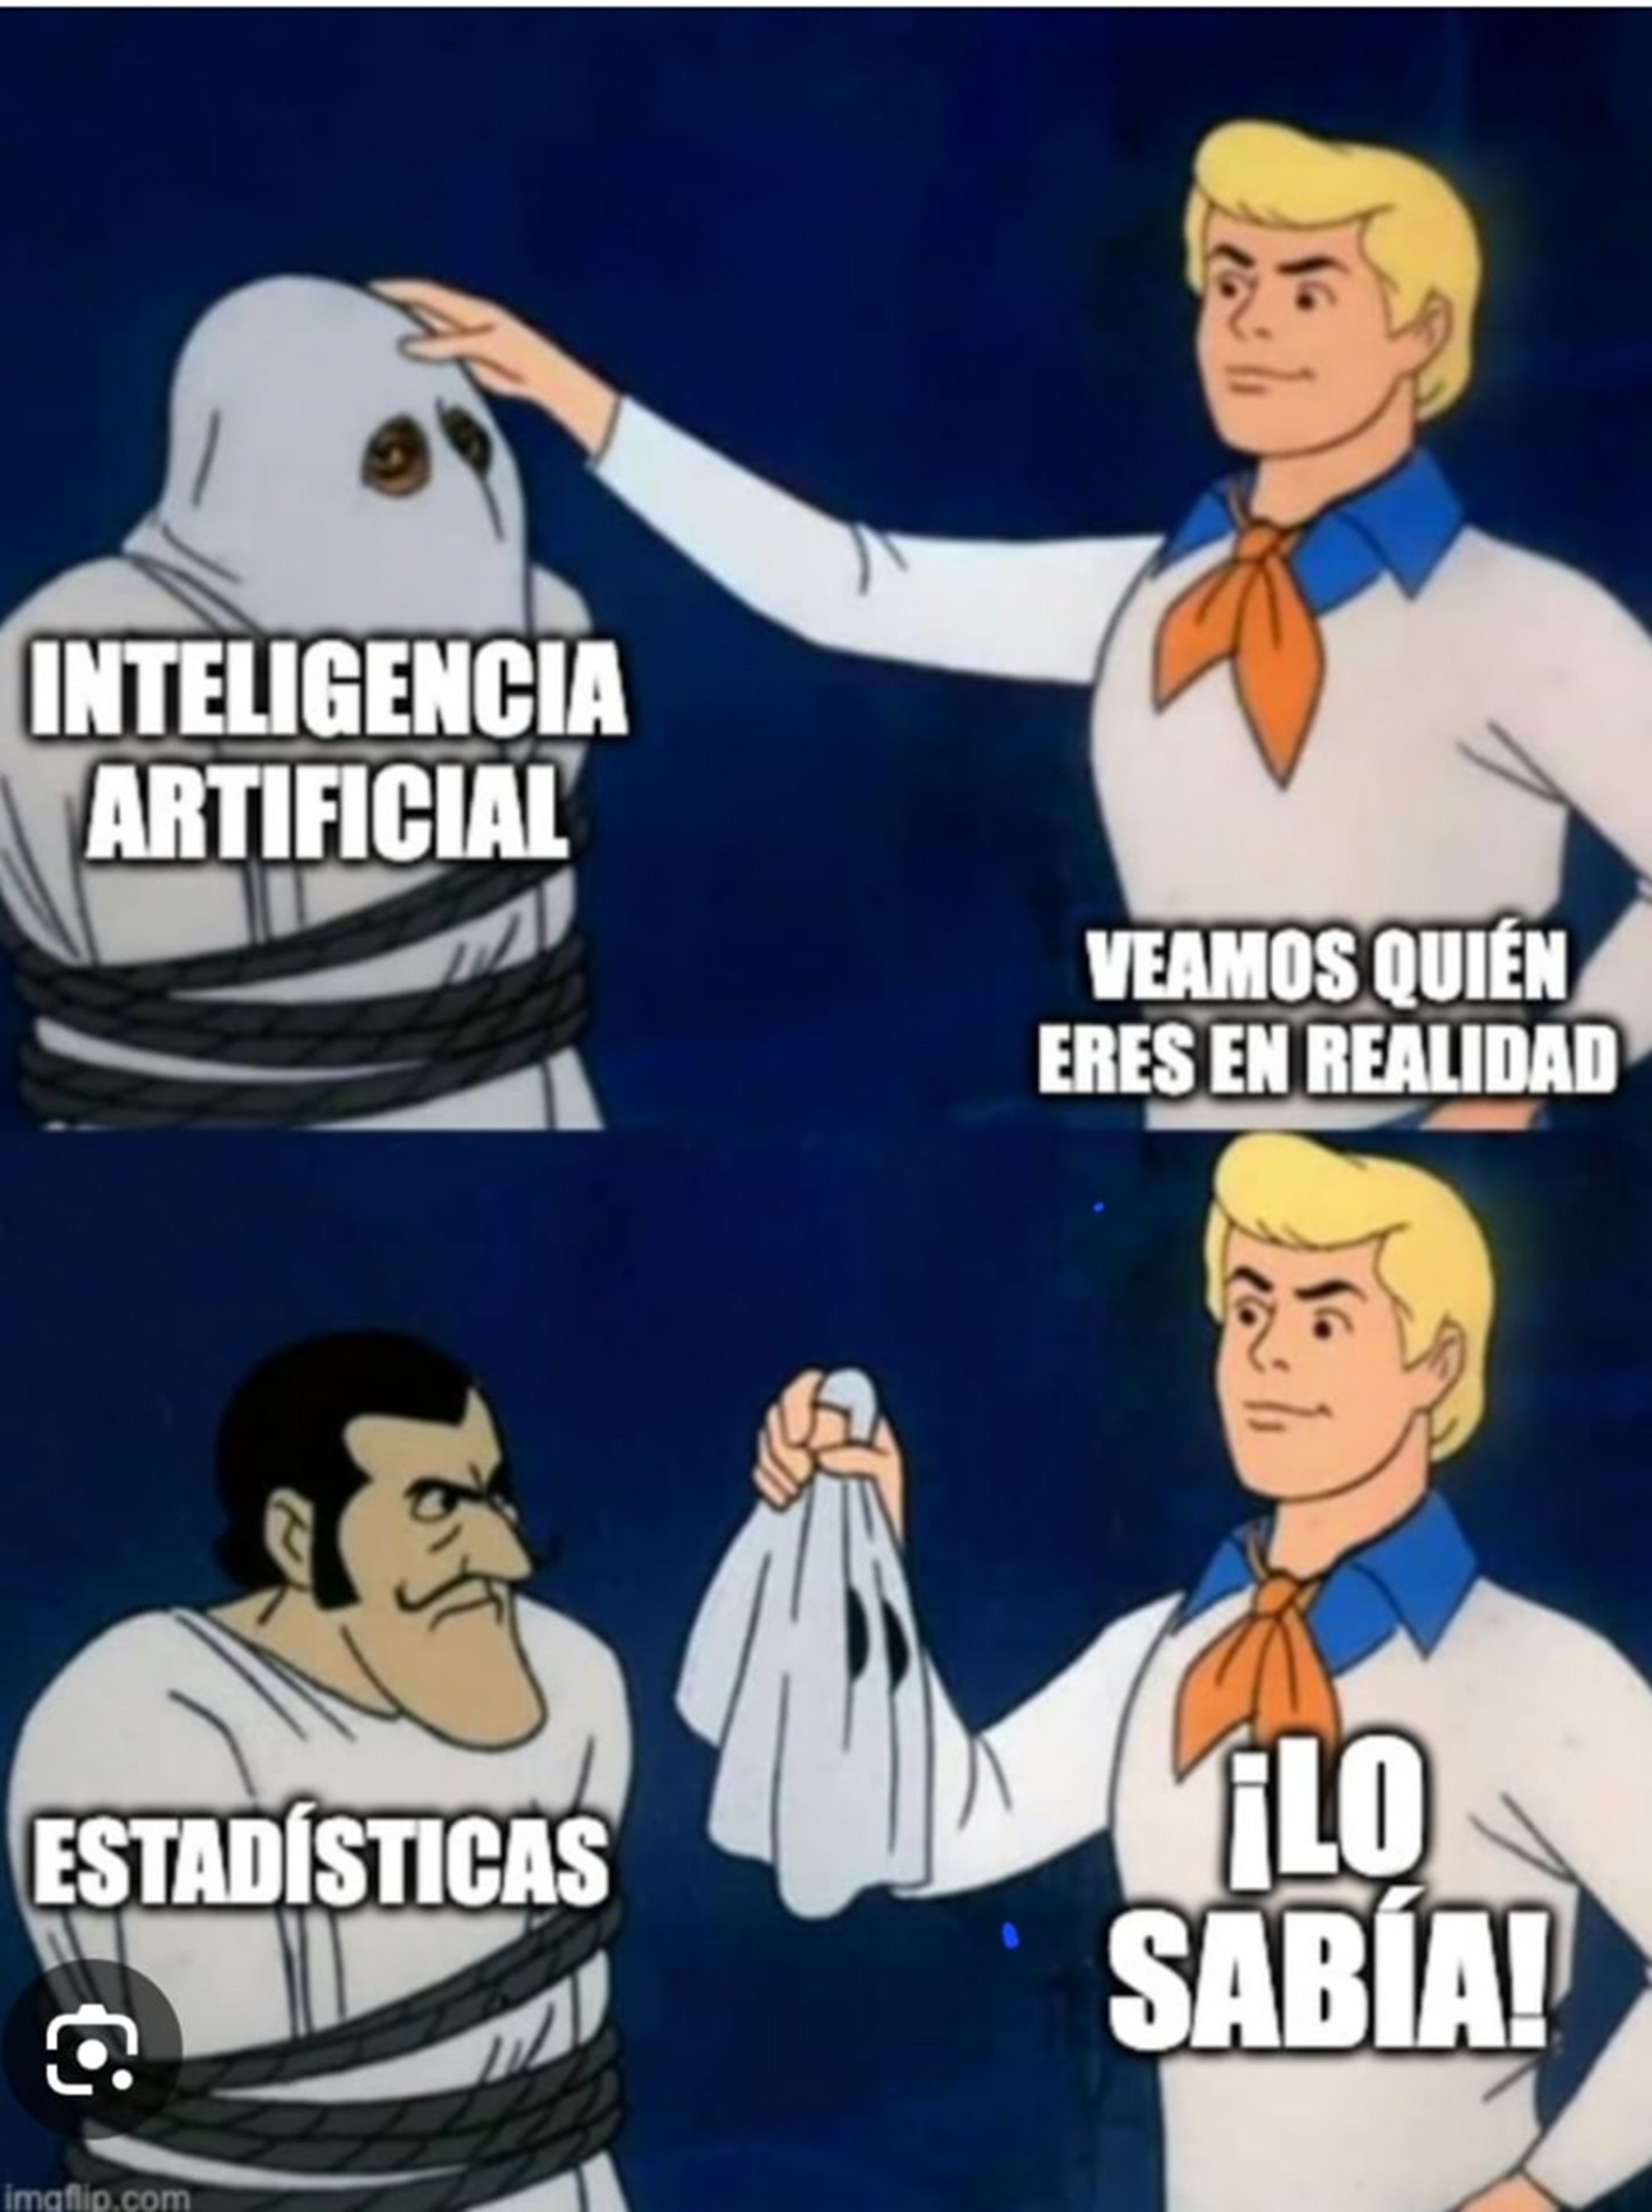 INTELIGENCIA
ARTIFICIAL
VEAMOS QUIÉN
ERES EN REALIDAD
ESTADÍSTICAS
¡LO
SABÍA!
imgflip.com